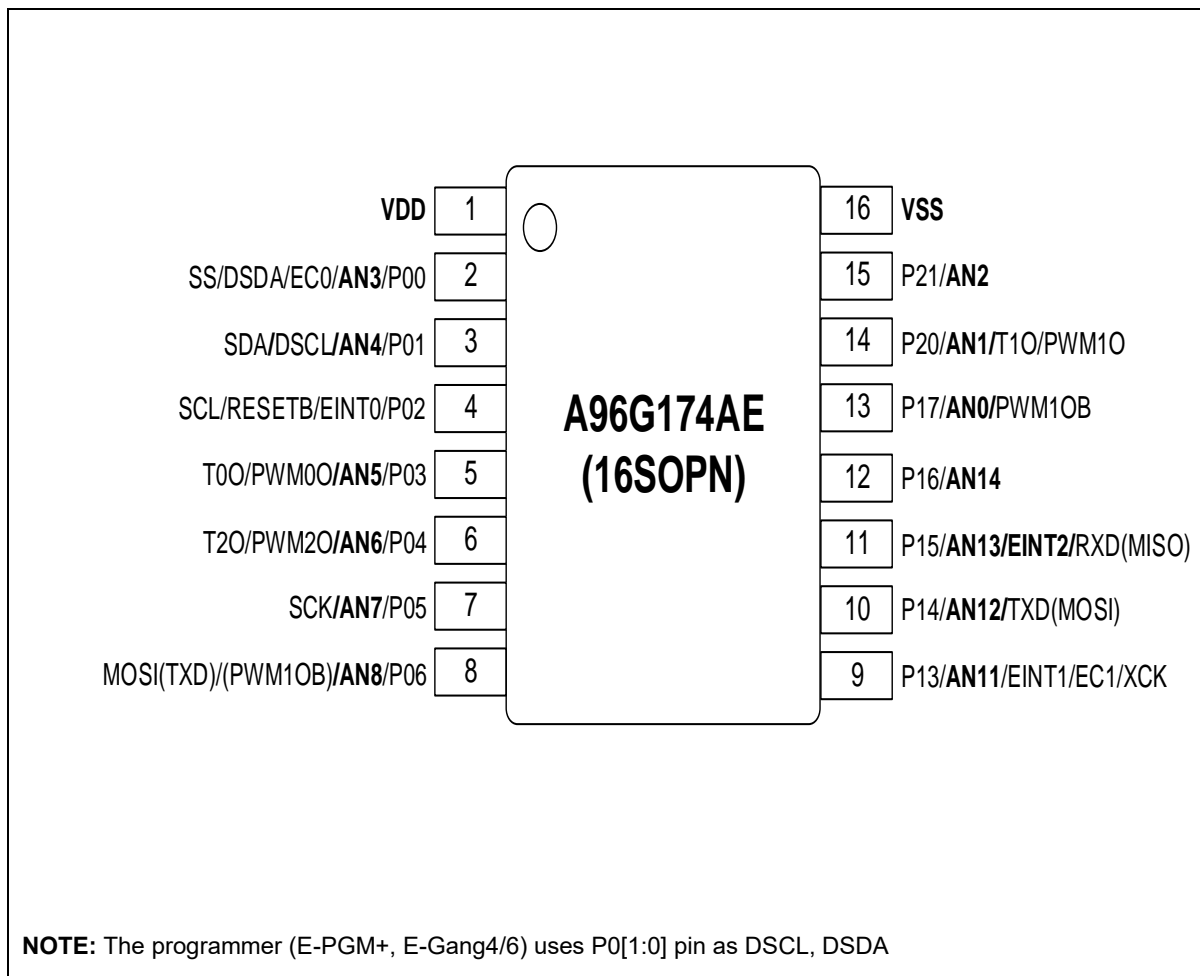 VDD 1
16 VSS
SS/DSDA/EC0/AN3/P00 2
15 P21/AN2
SDA/DSCL/AN4/P01 3
14 P20/AN1/T1O/PWM1O
SCL/RESETB/EINT0/P02 4
13 P17/AN0/PWM1OB
A96G174AE
(16SOPN)
T0O/PWM0O/AN5/P03 5
12 P16/AN14
T2O/PWM2O/AN6/P04 6
11 P15/AN13/EINT2/RXD(MISO)
SCK/AN7/P05 7
10 P14/AN12/TXD(MOSI)
MOSI(TXD)/(PWM1OB)/AN8/P06 8
9 P13/AN11/EINT1/EC1/XCK
NOTE: The programmer (E-PGM+, E-Gang4/6) uses P0[1:0] pin as DSCL, DSDA